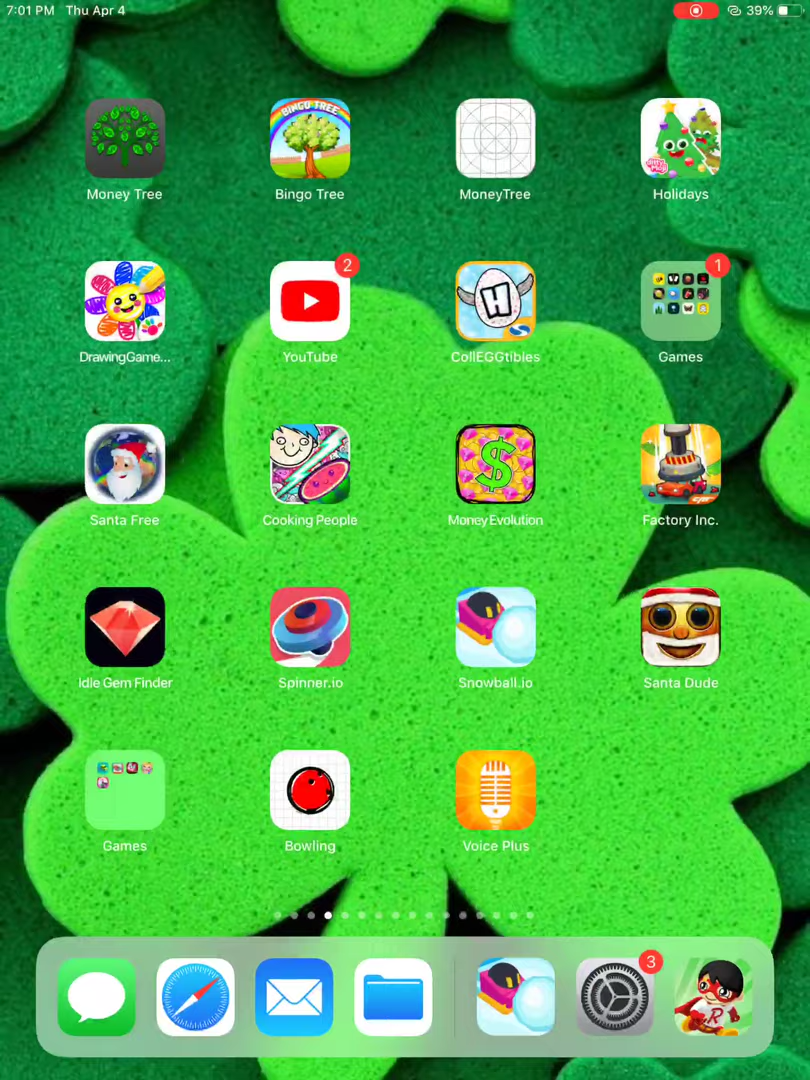 7:01 PM Thu Apr 4 39%
Money Tree
BINGO TREE
Bingo Tree
MoneyTree
Holidays
DrawingGame...
2
YouTube
H
CollEGGtibles
1
Games
Santa Free
Cooking People
$
Money Evolution
Factory Inc.
Idle Gem Finder
Spinner.io
Snowball.io
Santa Dude
Games
Bowling
Voice Plus
3
R